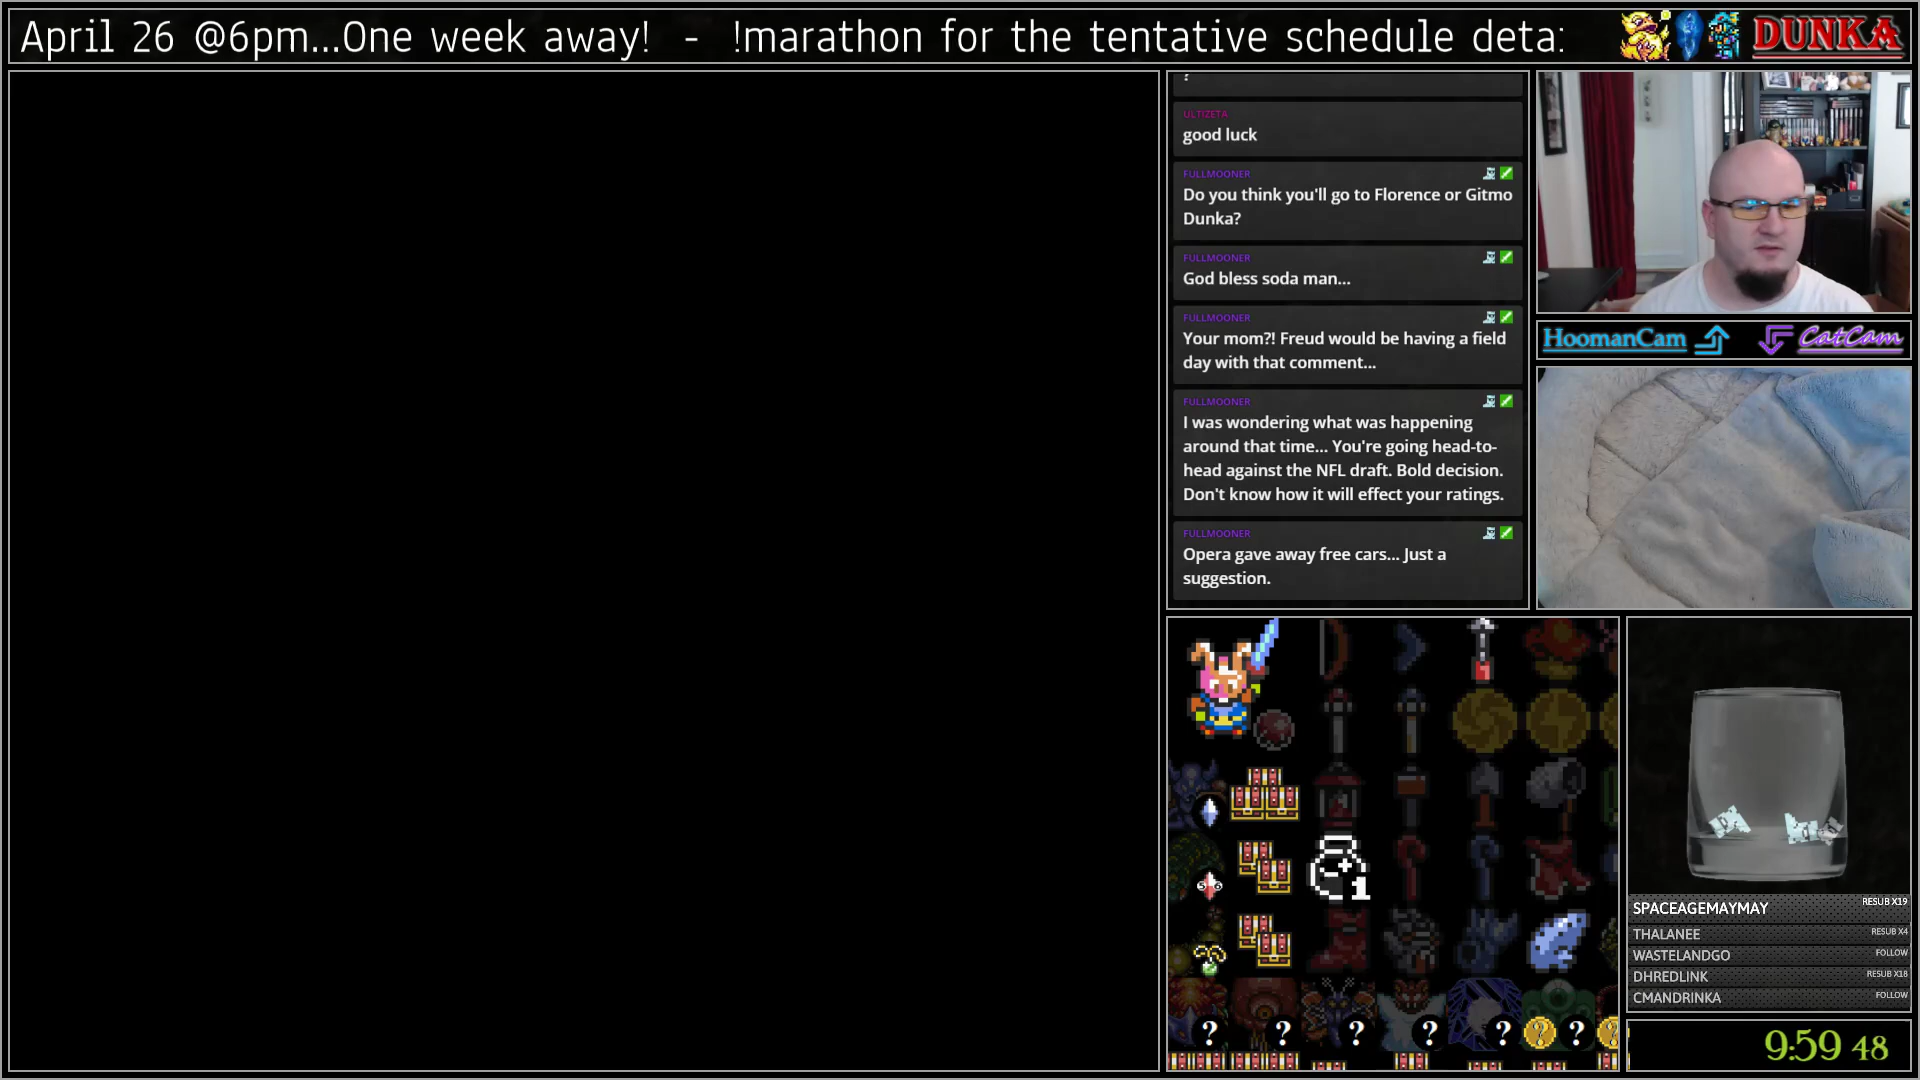 April 26 @6pm...One week away!  -  !marathon for the tentative schedule deta:
DUNKA
?
ULTIZETA
good luck
FULLMOONER
Do you think you'll go to Florence or Gitmo
Dunka?
FULLMOONER
God bless soda man...
FULLMOONER
Your mom?! Freud would be having a field
day with that comment...
FULLMOONER
I was wondering what was happening
around that time... You're going head-to-
head against the NFL draft. Bold decision.
Don't know how it will effect your ratings.
FULLMOONER
Opera gave away free cars... Just a
suggestion.
HoomanCam
CatCam
1
5 6
? ? ? ? ? ? ?
SPACEAGEMAYMAY RESUB X19
THALANEE RESUB X4
WASTELANDGO FOLLOW
DHREDLINK RESUB X18
CMANDRINKA FOLLOW
9:59 48